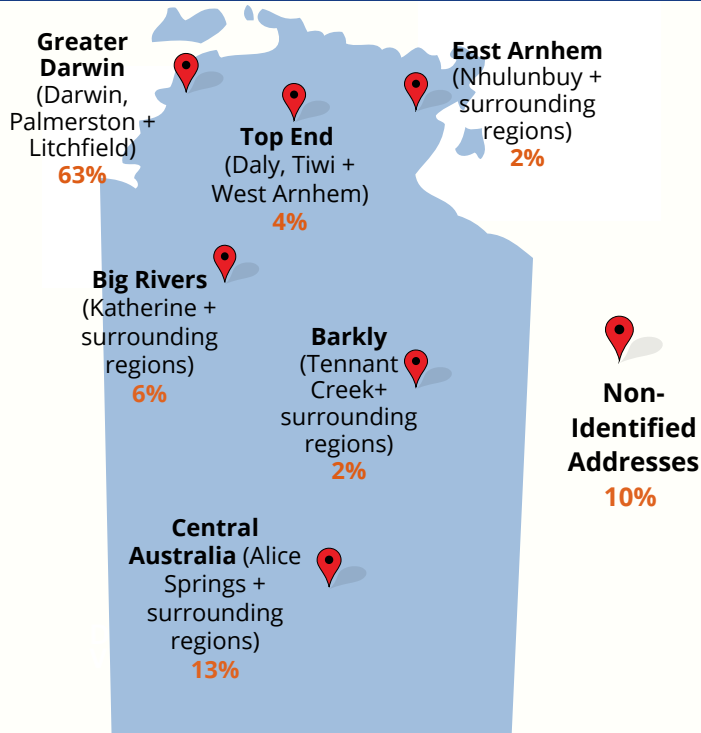 Greater
Darwin
(Darwin,
Palmerston +
Litchfield)
63%
Top End
(Daly, Tiwi +
West Arnhem)
4%
East Arnhem
(Nhulunbuy +
surrounding
regions)
2%
Big Rivers
(Katherine +
surrounding
regions)
6%
Barkly
(Tennant
Creek+
surrounding
regions)
2%
Non-
Identified
Addresses
10%
Central
Australia (Alice
Springs +
surrounding
regions)
13%